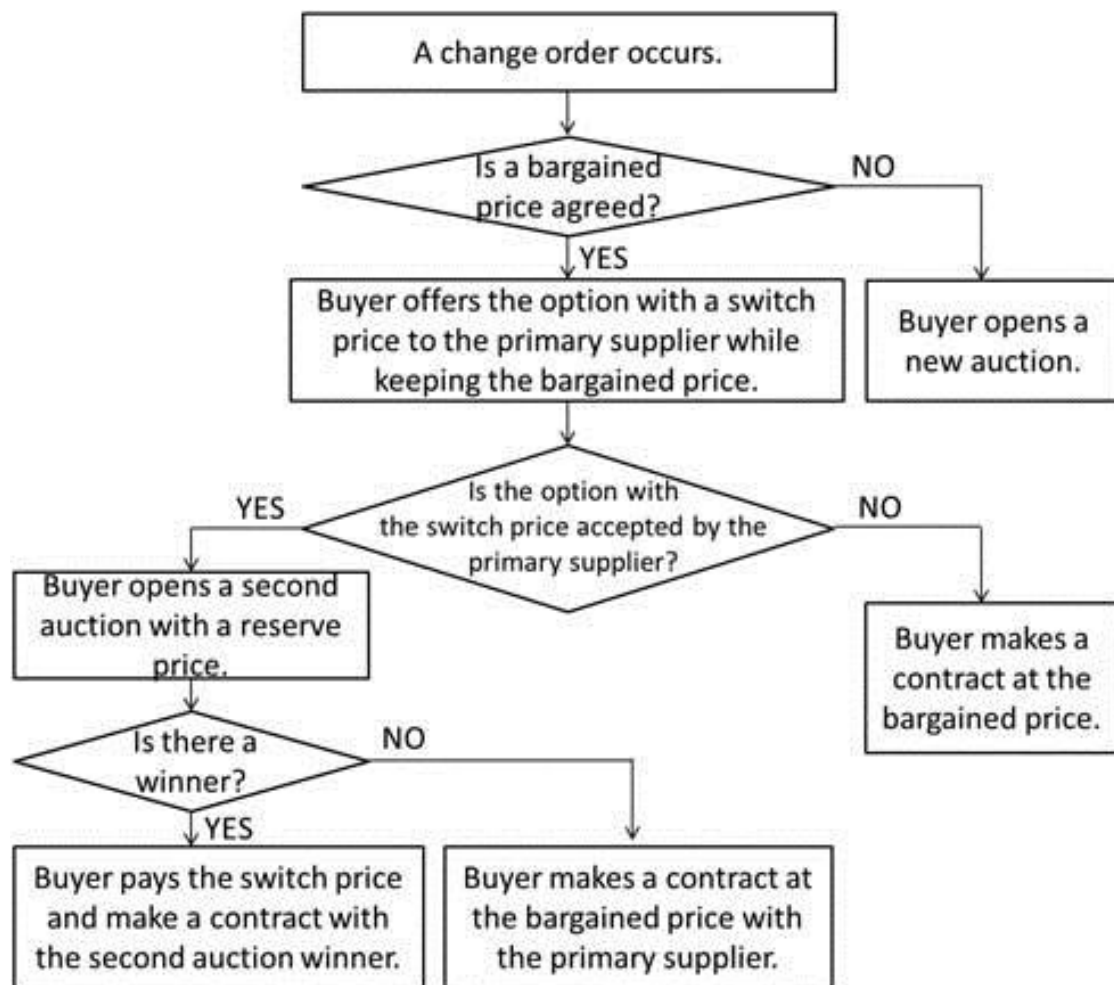 A change order occurs.
Is a bargained
price agreed?
NO
YES
Buyer offers the option with a switch
price to the primary supplier while
keeping the bargained price.
Buyer opens a
new auction.
Is the option with
the switch price accepted by the
primary supplier?
YES
NO
Buyer opens a second
auction with a reserve
price.
Buyer makes a
contract at the
bargained price.
Is there a
winner?
NO
YES
Buyer pays the switch price
and make a contract with
the second auction winner.
Buyer makes a contract at
the bargained price with
the primary supplier.